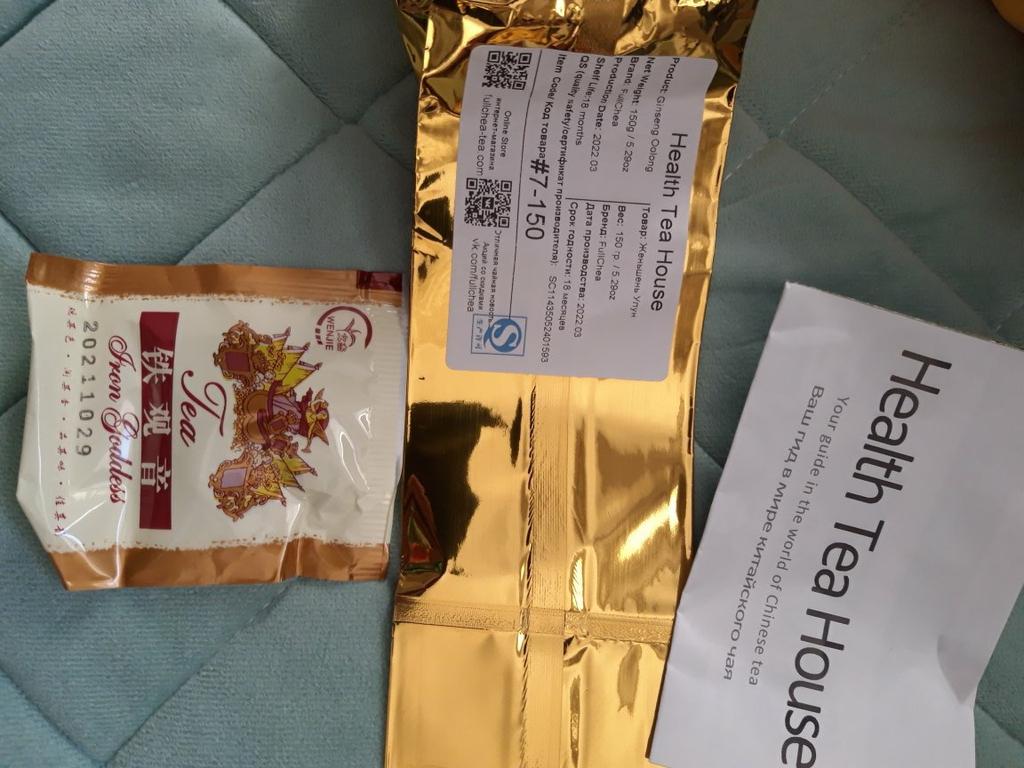 WENJIE
Tea
铁观音
Iron Goddess
20211029
Health Tea House
Product: Ginseng Oolong
Net Weight: 150g / 5.29oz
Brand: FullChea
Production Date: 2022.03
Shelf Life:18 months
Товар: Женьшень Улун
Вес: 150 гр. / 5.29oz
Бренд: FullChea
Дата производства: 2022.03
Срок годности: 18 месяцев
QS (quality safety/сертификат производителя): SC11435052401593
Item Code/ Код товара#7-150
Online Store
интернет-магазина
fullchea-tea.com
vk.com/fullchea
Health Tea House
Your guide in the world of Chinese tea
Ваш гид в мире китайского чая